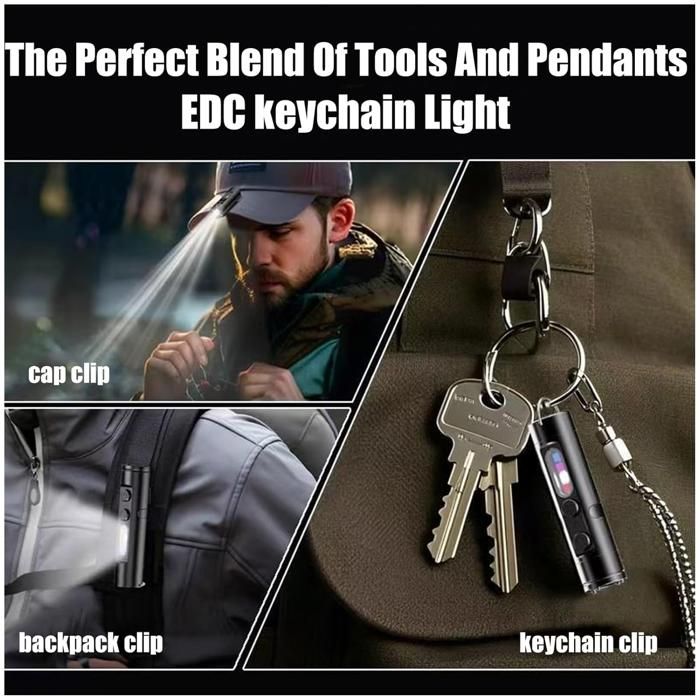 The Perfect Blend Of Tools And Pendants
EDC keychain Light
cap clip
backpack clip
keychain clip